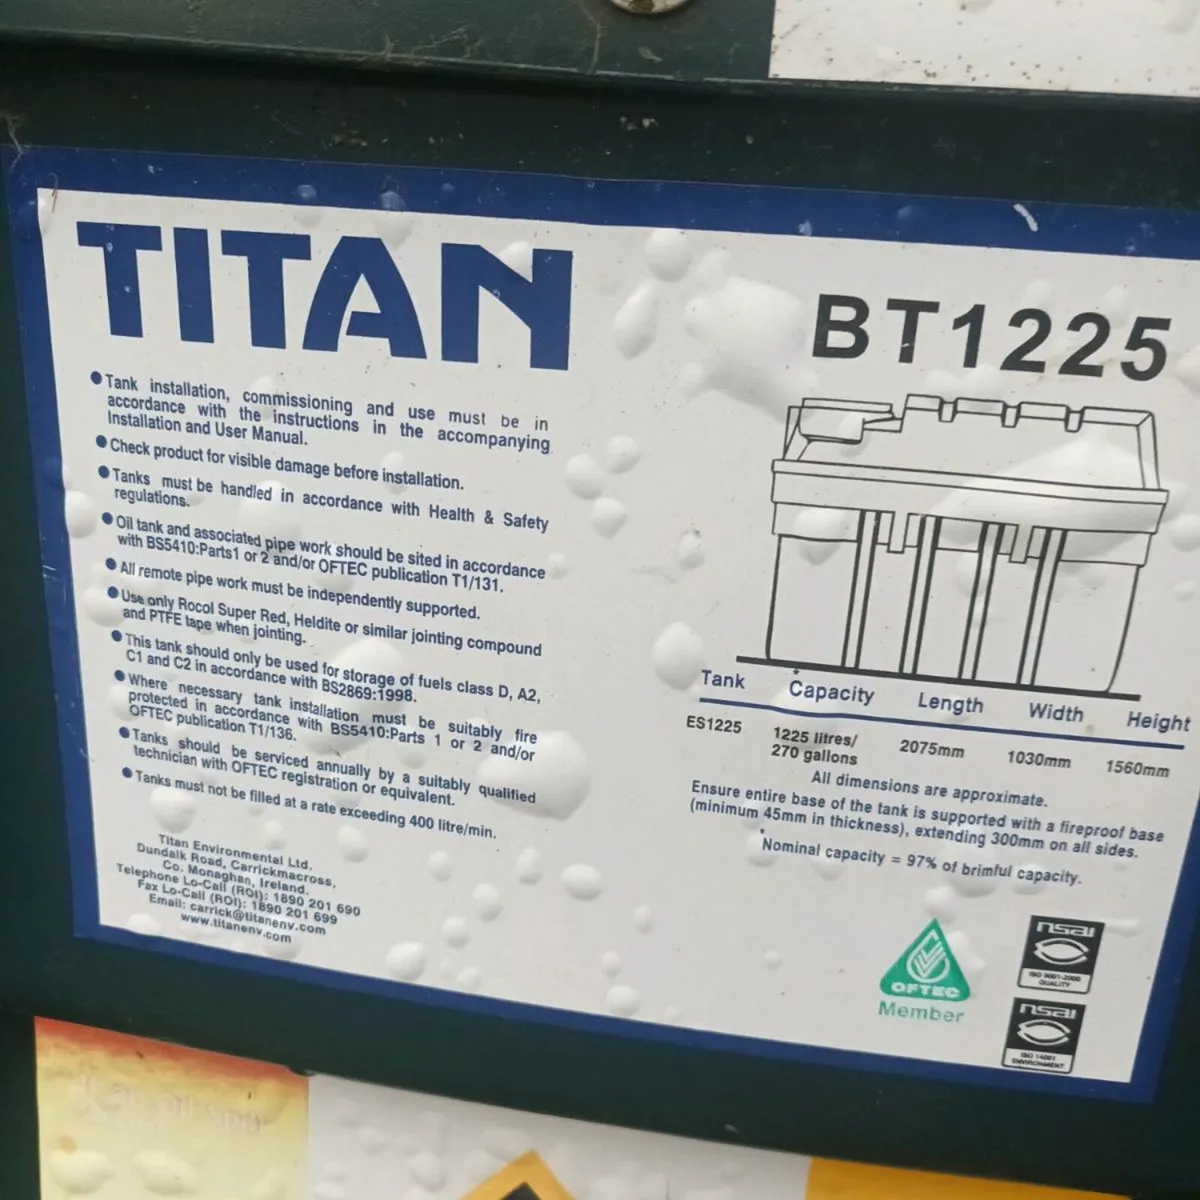 TITAN
● Tank installation, commissioning and use must be in
accordance with the instructions in the accompanying
Installation and User Manual.
● Check product for visible damage before installation.
● Tanks must be handled in accordance with Health & Safety
regulations.
● Oil tank and associated pipe work should be sited in accordance
with BS5410:Parts1 or 2 and/or OFTEC publication T1/131.
● All remote pipe work must be independently supported.
● Use only Rocol Super Red, Heldite or similar jointing compound
and PTFE tape when jointing.
● This tank should only be used for storage of fuels class D, A2,
C1 and C2 in accordance with BS2869:1998.
● Where necessary tank installation must be suitably fire
protected in accordance with BS5410:Parts 1 or 2 and/or
OFTEC publication T1/136.
● Tanks should be serviced annually by a suitably qualified
technician with OFTEC registration or equivalent.
● Tanks must not be filled at a rate exceeding 400 litre/min.
Titan Environmental Ltd,
Dundalk Road, Carrickmacross,
Co. Monaghan, Ireland.
Telephone Lo-Call (ROI): 1890 201 690
Fax Lo-Call (ROI): 1890 201 699
Email: carrick@titanenv.com
www.titanenv.com
BT1225
Tank *Capacity Length Width Height
ES1225 1225 litres/ 2075mm 1030mm 1560mm
270 gallons
All dimensions are approximate.
Ensure entire base of the tank is supported with a fireproof base
(minimum 45mm in thickness), extending 300mm on all sides.
*Nominal capacity = 97% of brimful capacity.
OFTEC
Member
nsai
ISO 9001:2000
QUALITY
nsai
ISO 14001
ENVIRONMENT